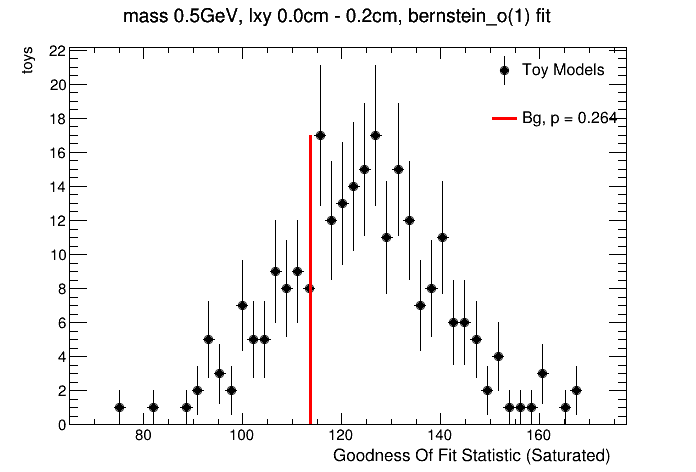 mass 0.5GeV, lxy 0.0cm - 0.2cm, bernstein_o(1) fit
toys
22
20
18
16
14
12
10
8
6
4
2
0
Toy Models
Bg, p = 0.264
80 100 120 140 160
Goodness Of Fit Statistic (Saturated)